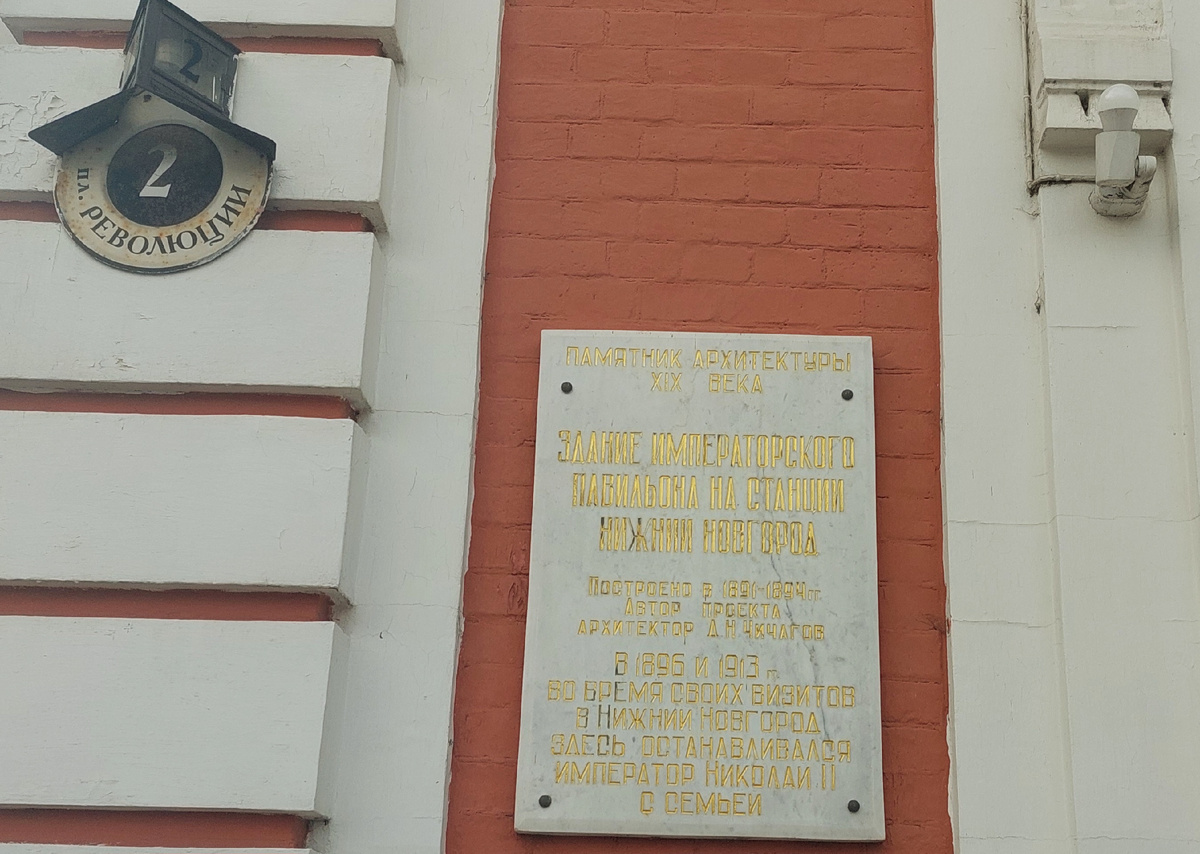 2
2
ПЛ. РЕВОЛЮЦИИ
ПАМЯТНИК АРХИТЕКТУРЫ
XIX ВЕКА
ЗДАНИЕ ИМПЕРАТОРСКОГО
ПАВИЛЬОНА НА СТАНЦИИ
НИЖНИЙ НОВГОРОД
ПОСТРОЕНО В 1891-1894ГГ.
АВТОР ПРОЕКТА
АРХИТЕКТОР Д.Н.ЧИЧАГОВ
В 1896 И 1913 Г.
ВО ВРЕМЯ СВОИХ ВИЗИТОВ
В НИЖНИЙ НОВГОРОД
ЗДЕСЬ ОСТАНАВЛИВАЛСЯ
ИМПЕРАТОР НИКОЛАЙ II
С СЕМЬЕЙ